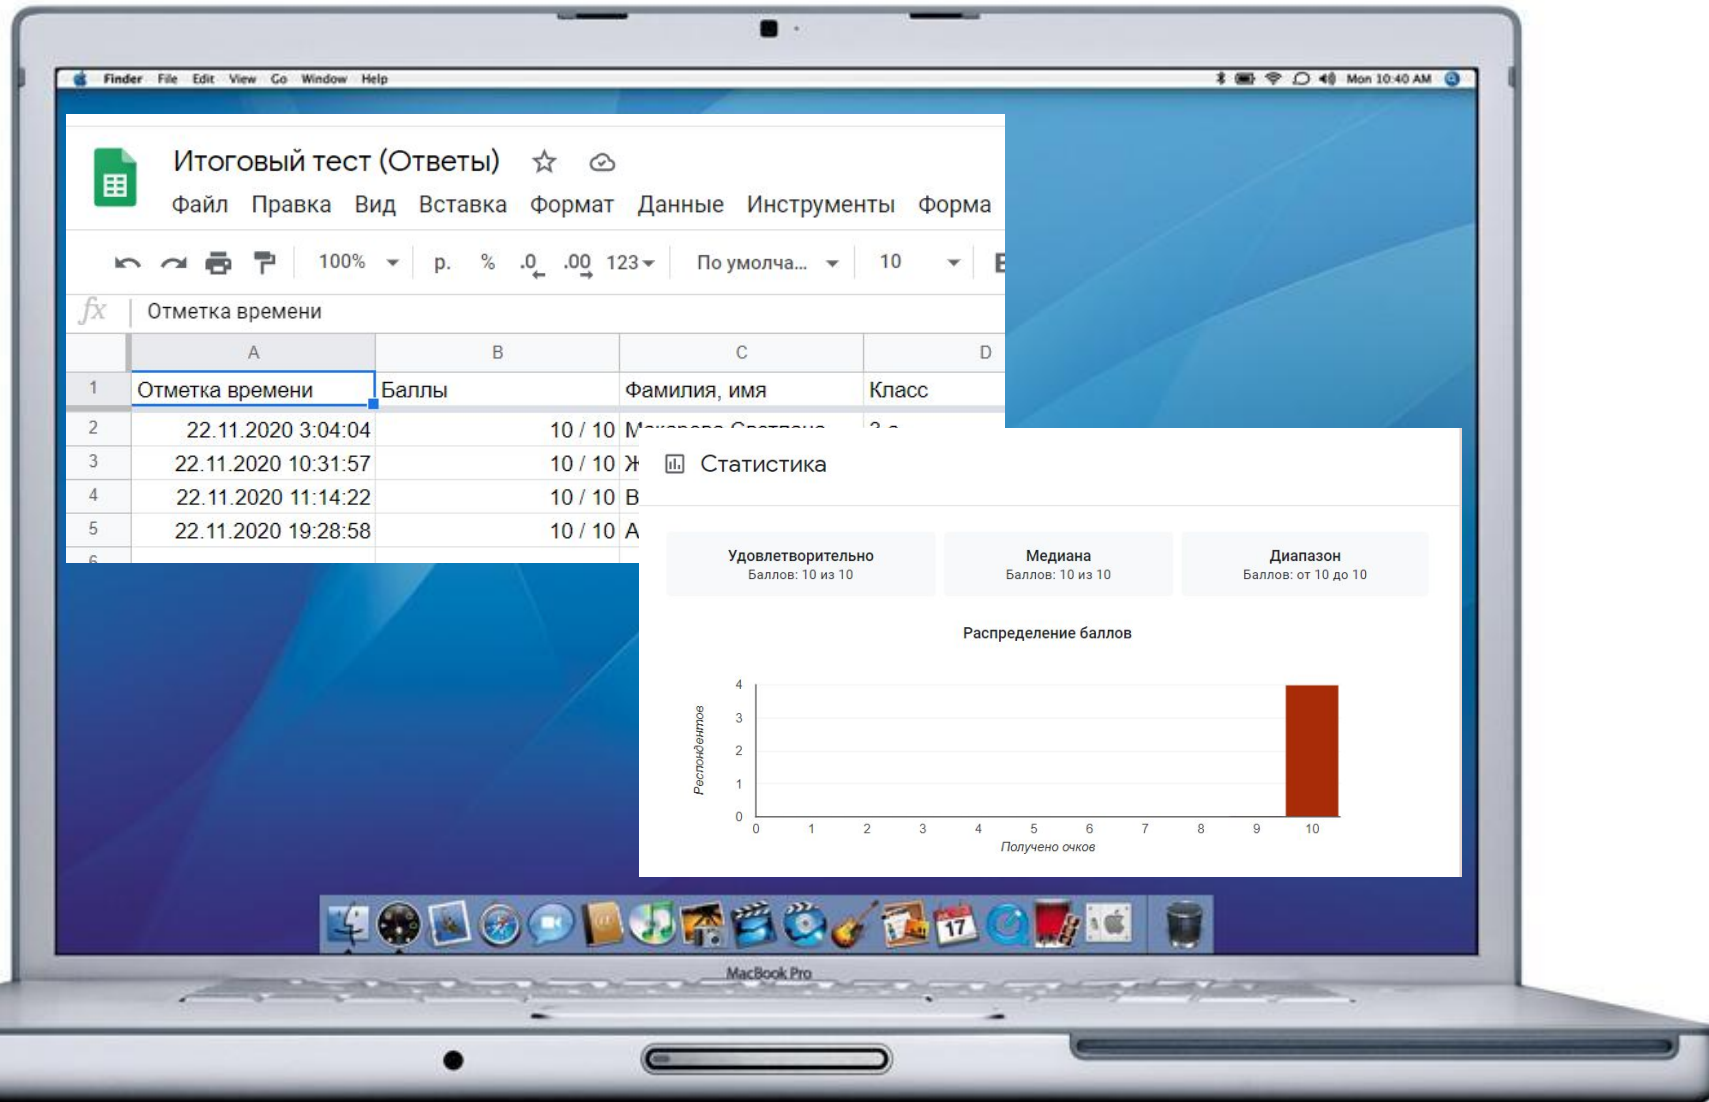 Finder File Edit View Go Window Help
Mon 10:40 AM
Итоговый тест (Ответы)
Файл Правка Вид Вставка Формат Данные Инструменты Форма
100% р. % .0 .00 123 По умолча... 10
fx Отметка времени
A B C D
1 Отметка времени Баллы Фамилия, имя Класс
2 22.11.2020 3:04:04 10 / 10
3 22.11.2020 10:31:57 10 / 10 Ж
4 22.11.2020 11:14:22 10 / 10 В
5 22.11.2020 19:28:58 10 / 10 А
Статистика
Удовлетворительно Медиана Диапазон
Баллов: 10 из 10 Баллов: 10 из 10 Баллов: от 10 до 10
Распределение баллов
Респондентов
4
3
2
1
0
0 1 2 3 4 5 6 7 8 9 10
Получено очков
17
MacBook Pro